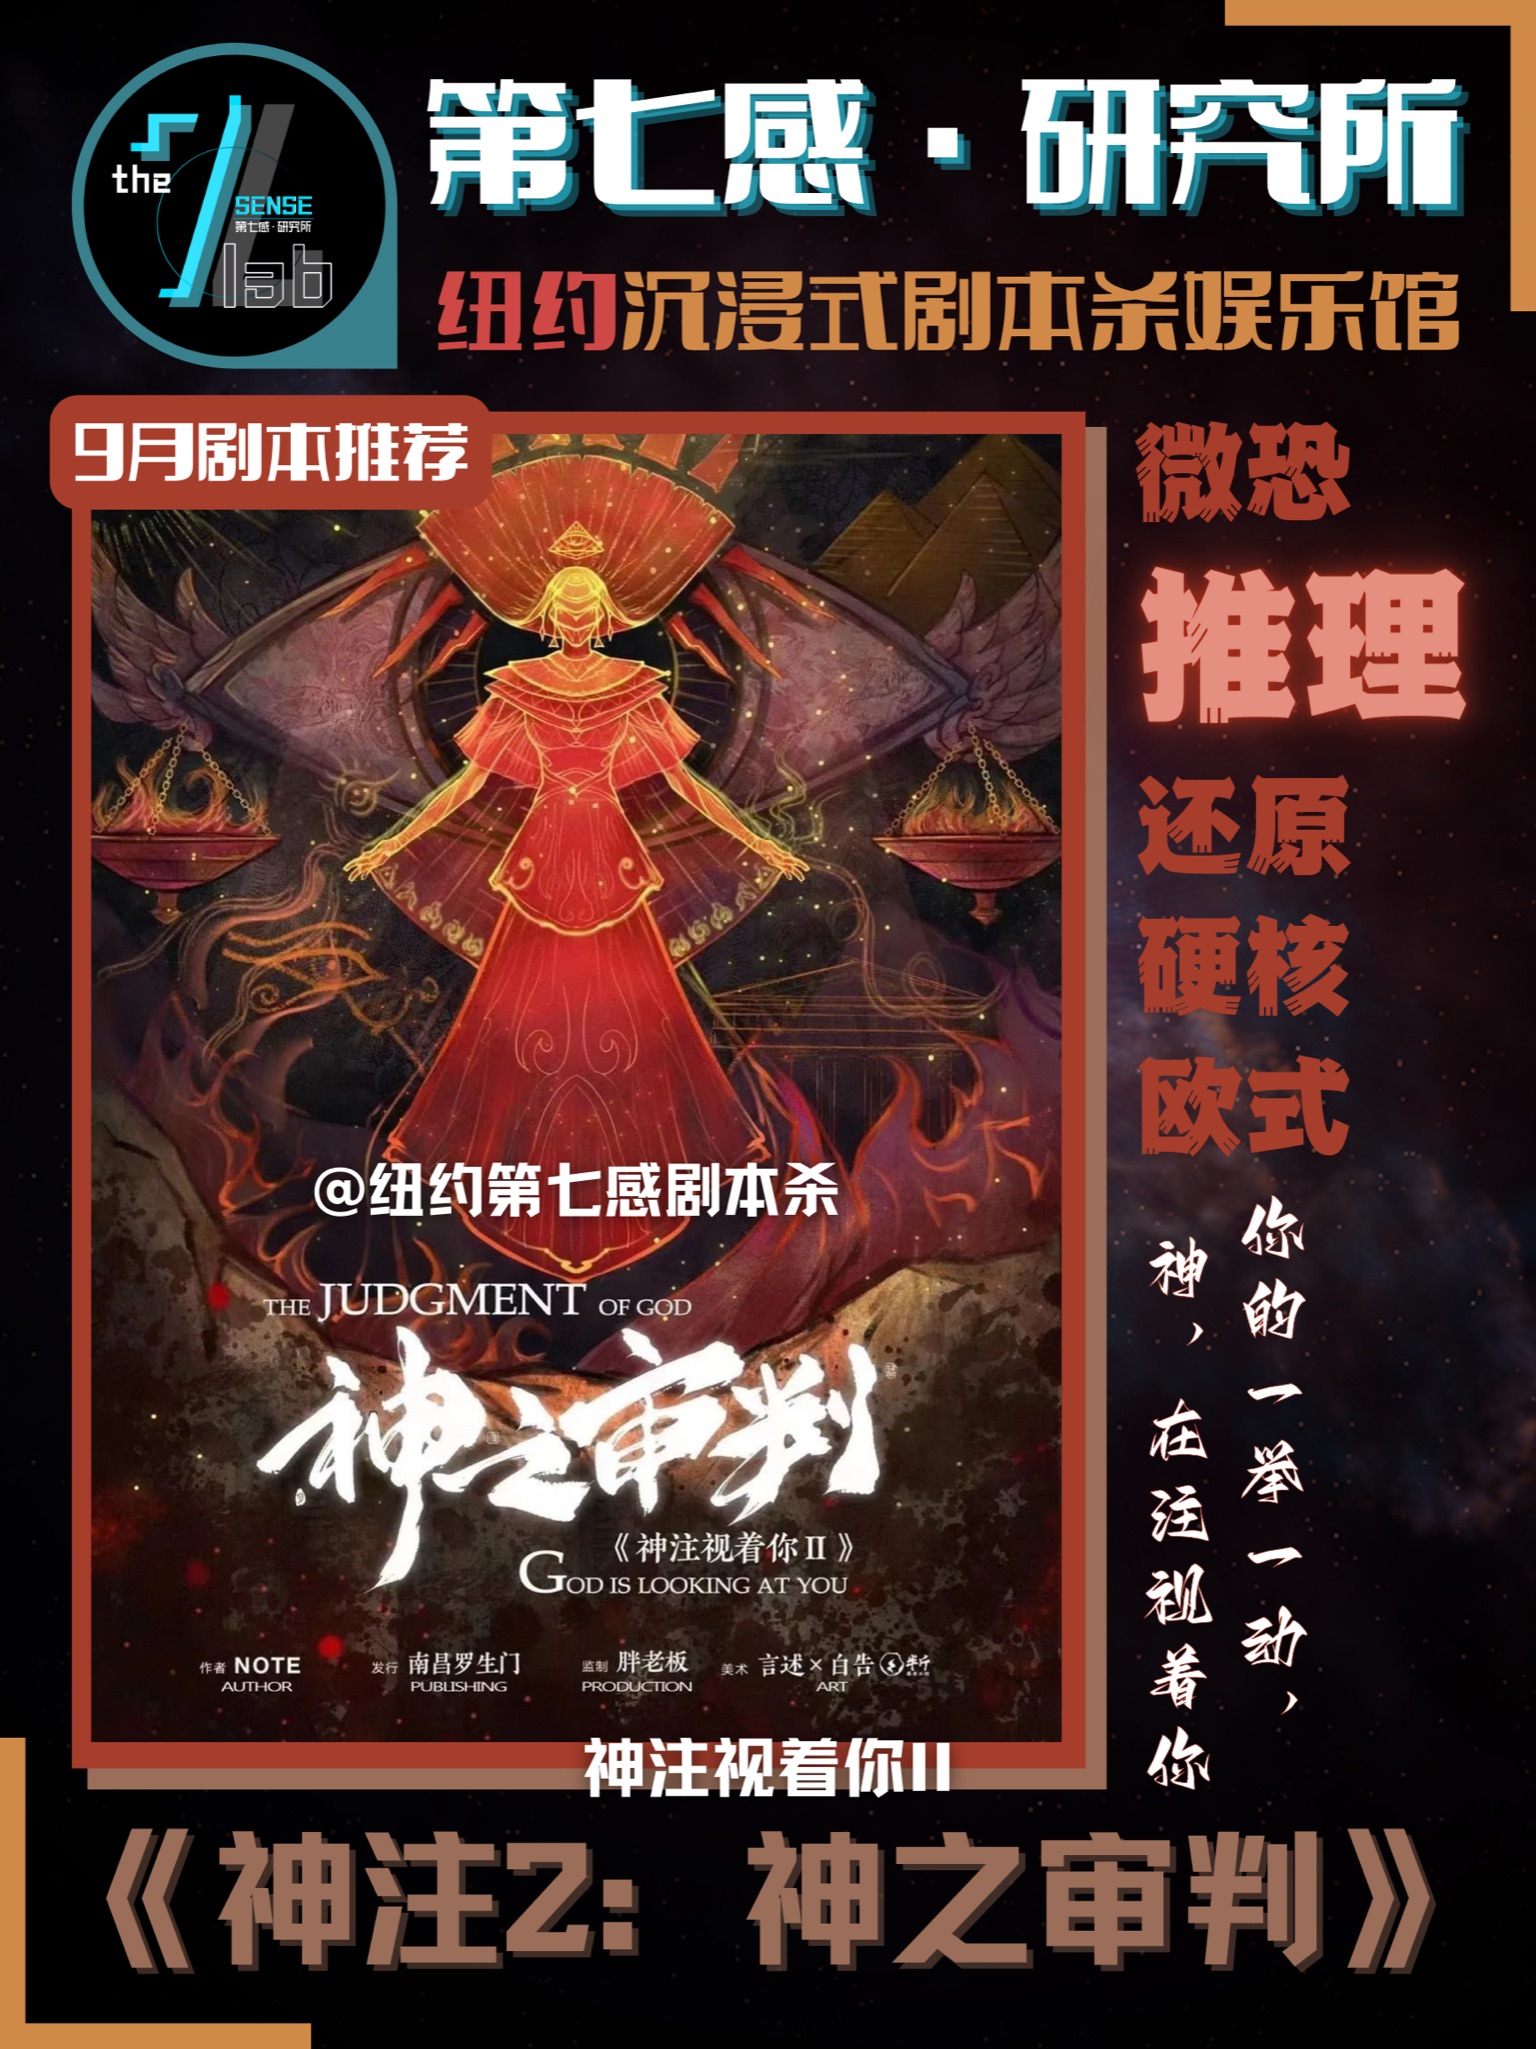 the
SENSE
第七感·研究所
lab
第七感·研究所
纽约沉浸式剧本杀娱乐馆
9月剧本推荐
微恐
推理
还原
硬核
欧式
你的一举一动，
神，在注视着你
@纽约第七感剧本杀
THE JUDGMENT OF GOD
神之审判
《神注视着你II》
GOD IS LOOKING AT YOU
作者 NOTE
AUTHOR
发行 南昌罗生门
PUBLISHING
监制 胖老板
PRODUCTION
美术 言述×白告
ART
神注视着你II
《神注2：神之审判》